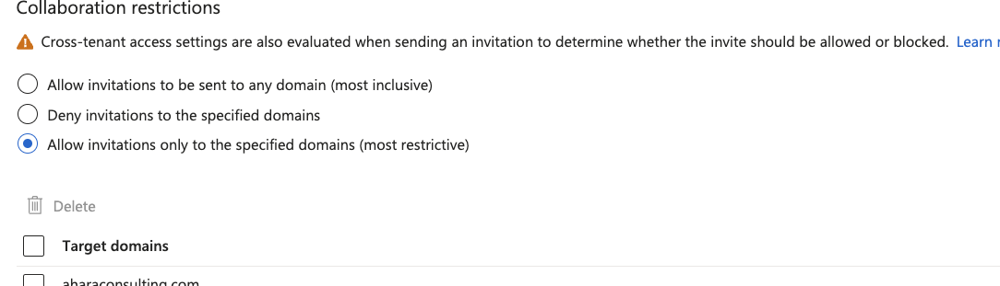 Collaboration restrictions
Cross-tenant access settings are also evaluated when sending an invitation to determine whether the invite should be allowed or blocked. Learn
Allow invitations to be sent to any domain (most inclusive)
Deny invitations to the specified domains
Allow invitations only to the specified domains (most restrictive)
Delete
Target domains
aharaconsulting.com